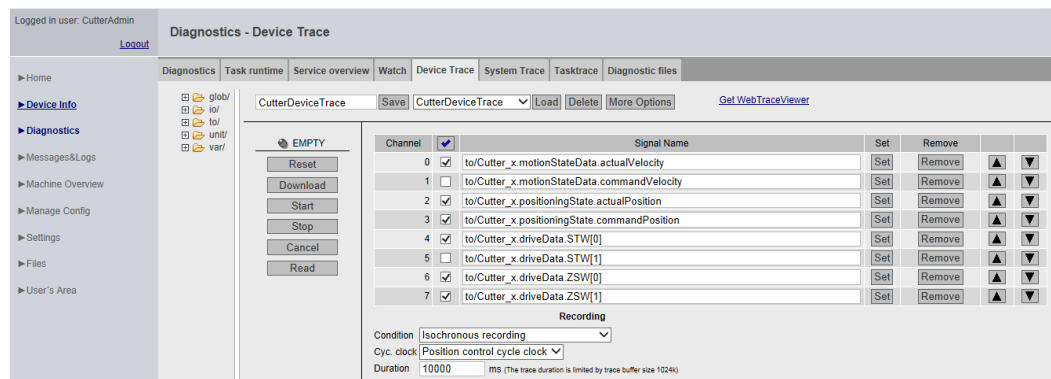 Logged in user: CutterAdmin
Logout
Diagnostics - Device Trace
Home
Device Info
Diagnostics
Messages&Logs
Machine Overview
Manage Config
Settings
Files
User's Area
Diagnostics Task runtime Service overview Watch Device Trace System Trace Tasktrace Diagnostic files
glob/
io/
to/
unit/
var/
CutterDeviceTrace Save CutterDeviceTrace Load Delete More Options Get WebTraceViewer
EMPTY
Reset
Download
Start
Stop
Cancel
Read
Channel Signal Name Set Remove
0 to/Cutter_x.motionStateData.actualVelocity Set Remove
1 to/Cutter_x.motionStateData.commandVelocity Set Remove
2 to/Cutter_x.positioningState.actualPosition Set Remove
3 to/Cutter_x.positioningState.commandPosition Set Remove
4 to/Cutter_x.driveData.STW[0] Set Remove
5 to/Cutter_x.driveData.STW[1] Set Remove
6 to/Cutter_x.driveData.ZSW[0] Set Remove
7 to/Cutter_x.driveData.ZSW[1] Set Remove
Recording
Condition Isochronous recording
Cyc. clock Position control cycle clock
Duration 10000 ms (The trace duration is limited by trace buffer size 1024k)